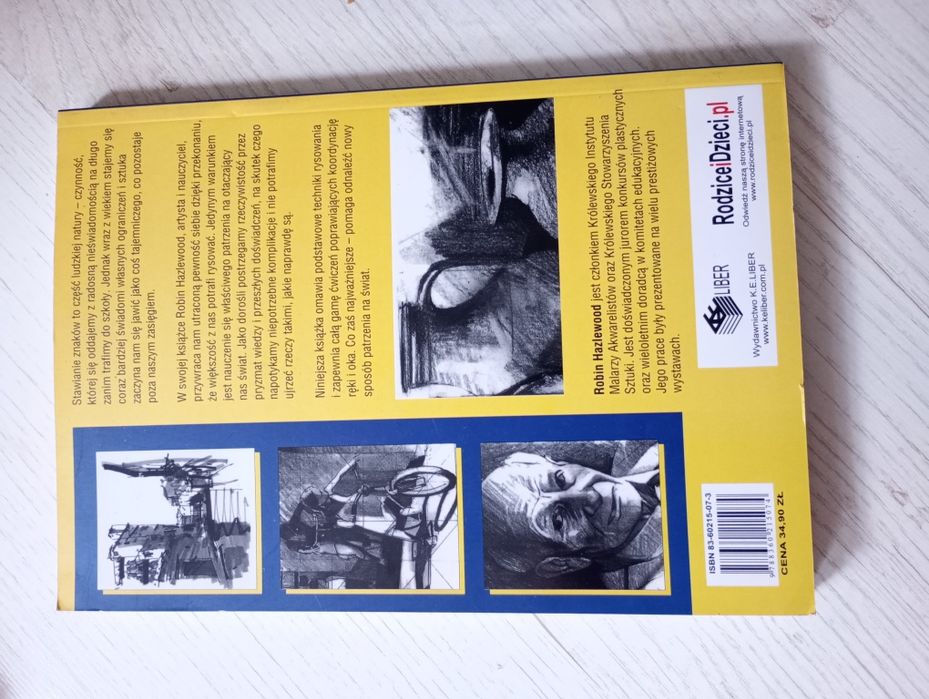 Stawianie znaków to część ludzkiej natury – czynność,
której się oddajemy z radosną nieświadomością na długo
zanim trafimy do szkoły. Jednak wraz z wiekiem stajemy się
coraz bardziej świadomi własnych ograniczeń i sztuka
zaczyna nam się jawić jako coś tajemniczego, co pozostaje
poza naszym zasięgiem.
W swojej książce Robin Hazlewood, artysta i nauczyciel,
przywraca nam utraconą pewność siebie dzięki przekonaniu,
że większość z nas potrafi rysować. Jedynym warunkiem
jest nauczenie się właściwego patrzenia na otaczający
nas świat. Jako dorośli postrzegamy rzeczywistość przez
pryzmat wiedzy i przeszłych doświadczeń, na skutek czego
napotykamy niepotrzebne komplikacje i nie potrafimy
ujrzeć rzeczy takimi, jakie naprawdę są.
Niniejsza książka omawia podstawowe techniki rysowania
i zapewnia całą gamę ćwiczeń poprawiających koordynację
ręki i oka. Co zaś najważniejsze – pomaga odnaleźć nowy
sposób patrzenia na świat.
Robin Hazlewood jest członkiem Królewskiego Instytutu
Malarzy Akwarelistów oraz Królewskiego Stowarzyszenia
Sztuki. Jest doświadczonym jurorem konkursów plastycznych
oraz wieloletnim doradcą w komitetach edukacyjnych.
Jego prace były prezentowane na wielu prestiżowych
wystawach.
ISBN 83-60215-07-3
9 788360 215074
CENA 34,90 ZŁ
LIBER
Wydawnictwo K.E.LIBER
www.keliber.com.pl
RodziceiDzieci.pl
Odwiedź naszą stronę internetową
www.rodziceidzieci.pl